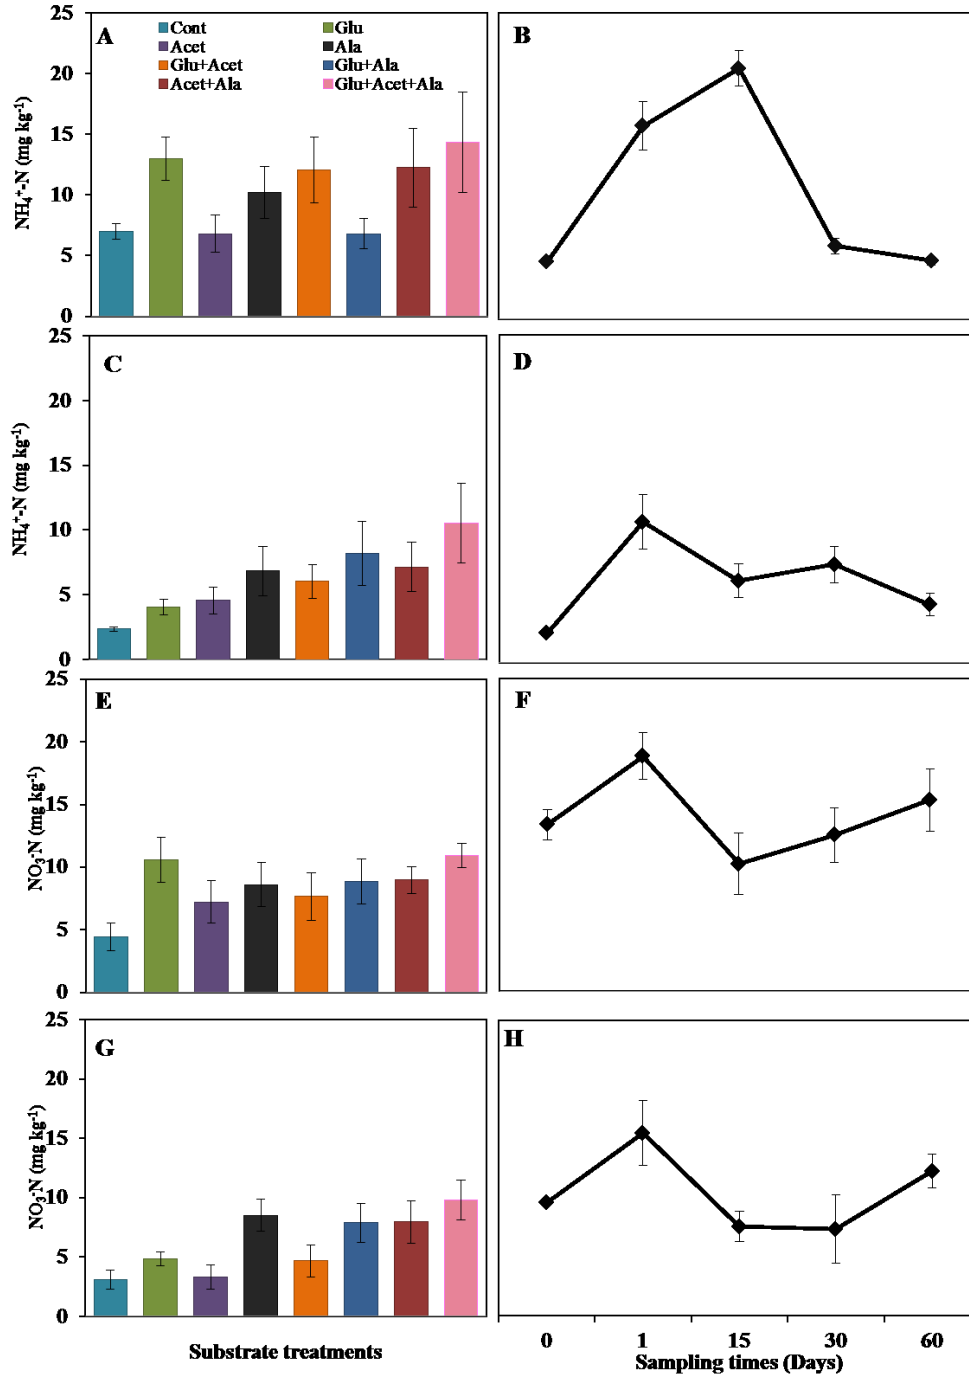 A
Cont
Glu
Acet
Ala
Glu+Acet
Glu+Ala
Acet+Ala
Glu+Acet+Ala
25
20
15
10
5
0
NH₄⁺-N (mg kg⁻¹)
B
C
25
20
15
10
5
0
NH₄⁺-N (mg kg⁻¹)
D
E
25
20
15
10
5
0
NO₃-N (mg kg⁻¹)
F
G
25
20
15
10
5
0
NO₃-N (mg kg⁻¹)
H
0 1 15 30 60
Substrate treatments
Sampling times (Days)